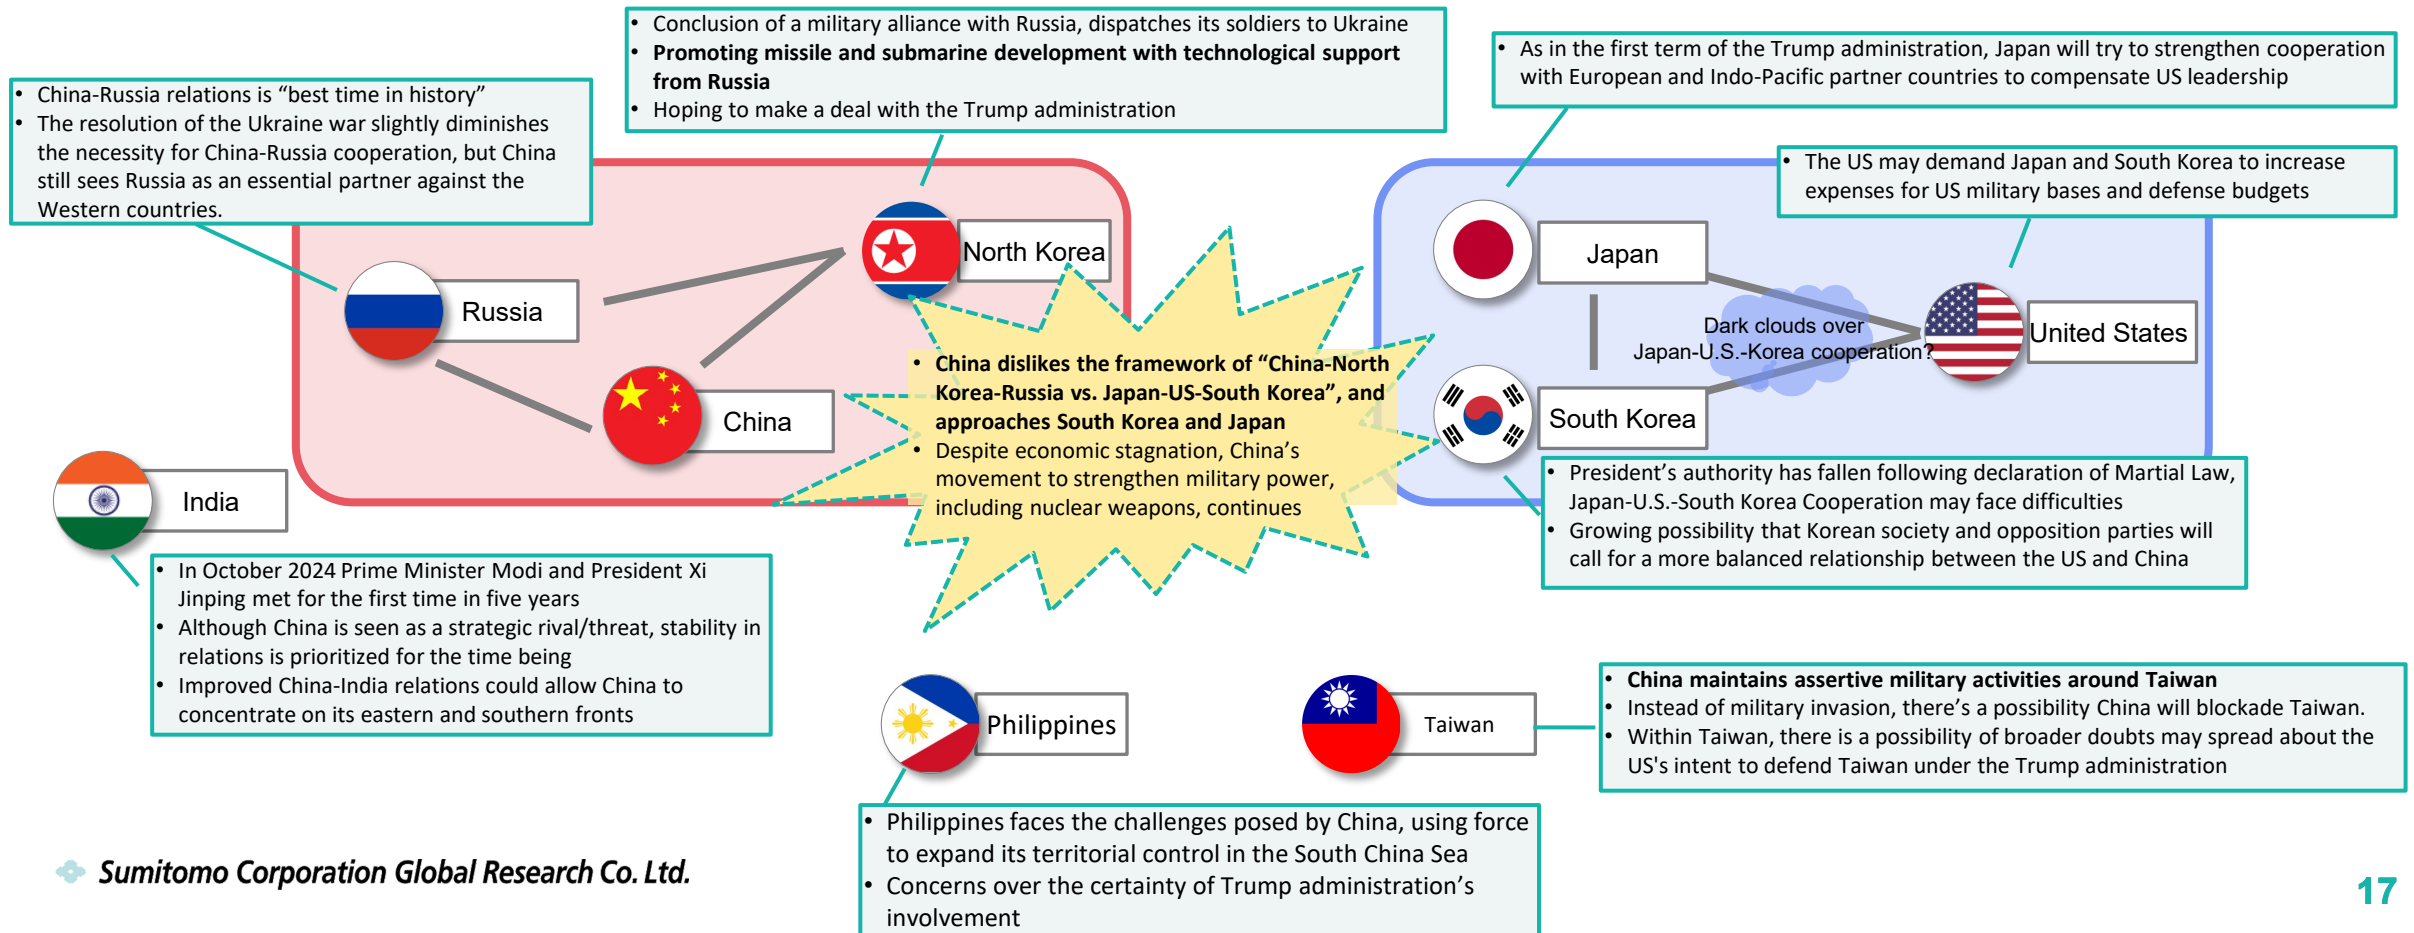 • Conclusion of a military alliance with Russia, dispatches its soldiers to Ukraine
• Promoting missile and submarine development with technological support
from Russia
• Hoping to make a deal with the Trump administration
• As in the first term of the Trump administration, Japan will try to strengthen cooperation
with European and Indo-Pacific partner countries to compensate US leadership
• China-Russia relations is “best time in history”
• The resolution of the Ukraine war slightly diminishes
the necessity for China-Russia cooperation, but China
still sees Russia as an essential partner against the
Western countries.
• The US may demand Japan and South Korea to increase
expenses for US military bases and defense budgets
North Korea
Russia
China
Japan
South Korea
United States
Dark clouds over
Japan-U.S.-Korea cooperation?
• China dislikes the framework of “China-North
Korea-Russia vs. Japan-US-South Korea”, and
approaches South Korea and Japan
• Despite economic stagnation, China’s
movement to strengthen military power,
including nuclear weapons, continues
• President’s authority has fallen following declaration of Martial Law,
Japan-U.S.-South Korea Cooperation may face difficulties
• Growing possibility that Korean society and opposition parties will
call for a more balanced relationship between the US and China
India
• In October 2024 Prime Minister Modi and President Xi
Jinping met for the first time in five years
• Although China is seen as a strategic rival/threat, stability in
relations is prioritized for the time being
• Improved China-India relations could allow China to
concentrate on its eastern and southern fronts
Philippines
Taiwan
• China maintains assertive military activities around Taiwan
• Instead of military invasion, there’s a possibility China will blockade Taiwan.
• Within Taiwan, there is a possibility of broader doubts may spread about the
US's intent to defend Taiwan under the Trump administration
• Philippines faces the challenges posed by China, using force
to expand its territorial control in the South China Sea
• Concerns over the certainty of Trump administration’s
involvement
Sumitomo Corporation Global Research Co. Ltd.
17